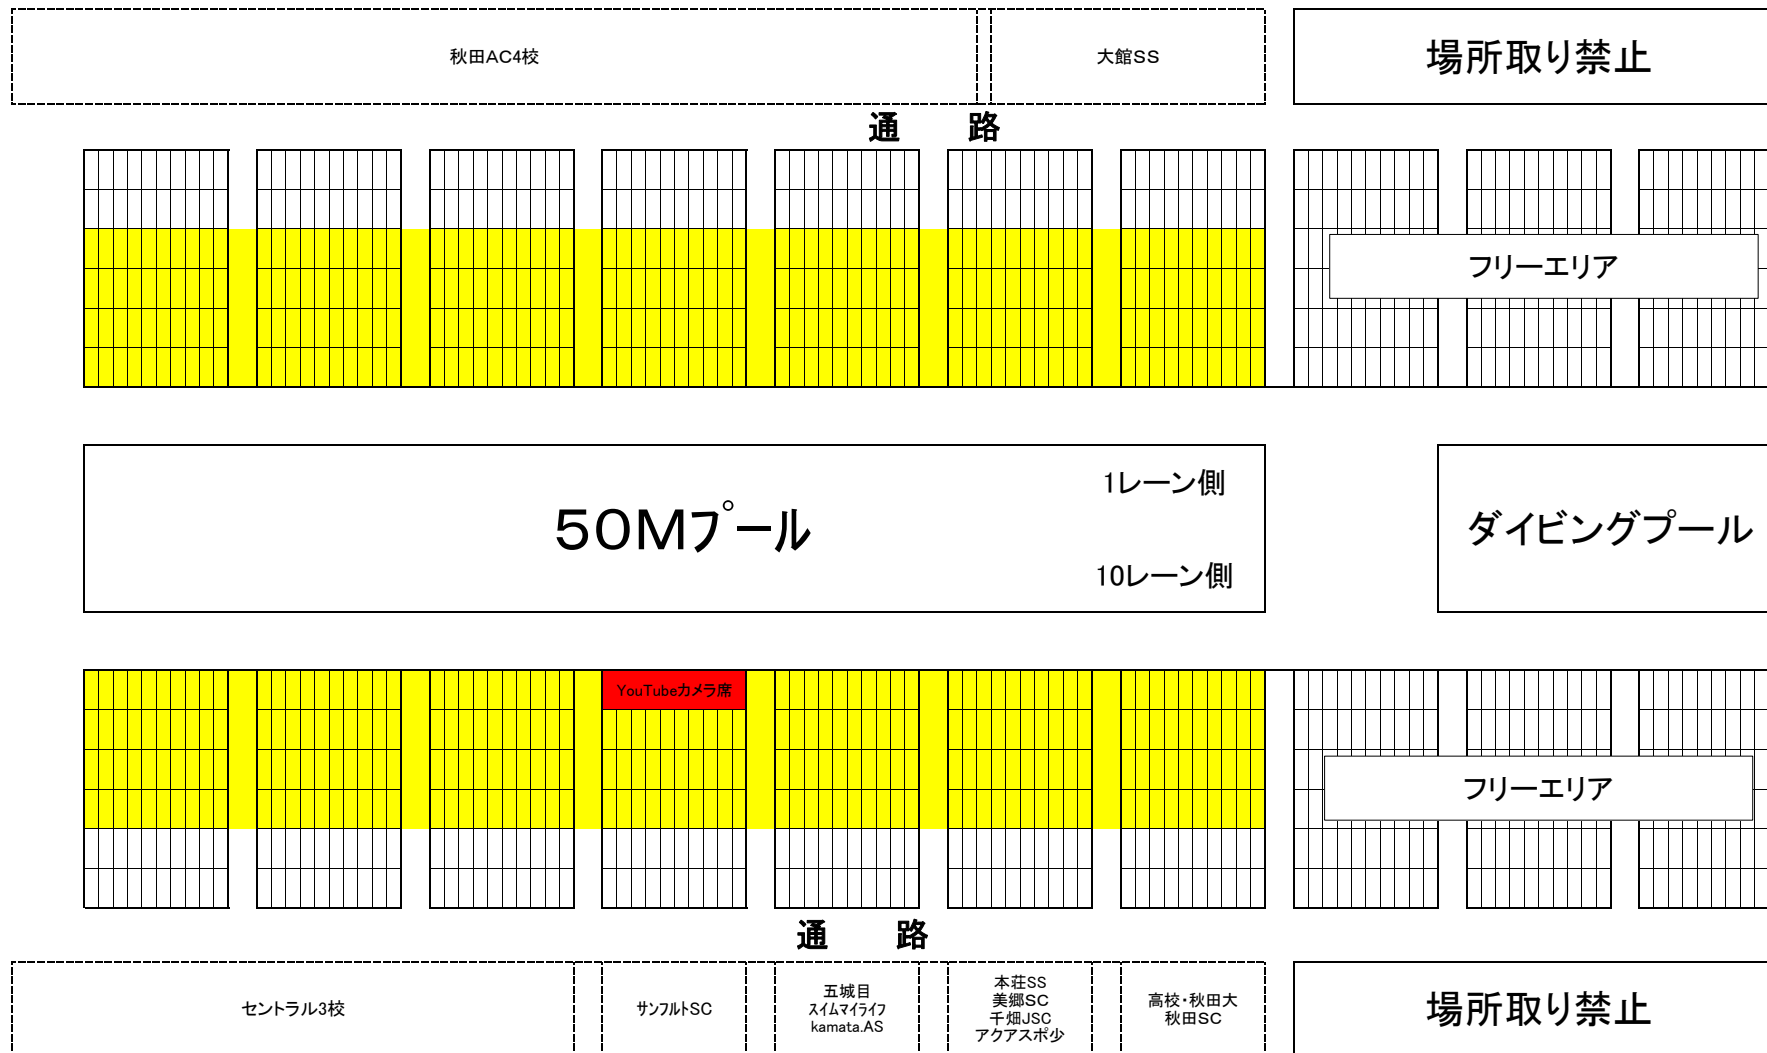 秋田AC4校
大館SS
場所取り禁止
通　路
フリーエリア
50Mプール
1レーン側
10レーン側
ダイビングプール
YouTubeカメラ席
フリーエリア
通　路
セントラル3校
サンフルトSC
五城目
スイムマイライフ
kamata.AS
本荘SS
美郷SC
千畑JSC
アクアスポ少
高校・秋田大
秋田SC
場所取り禁止